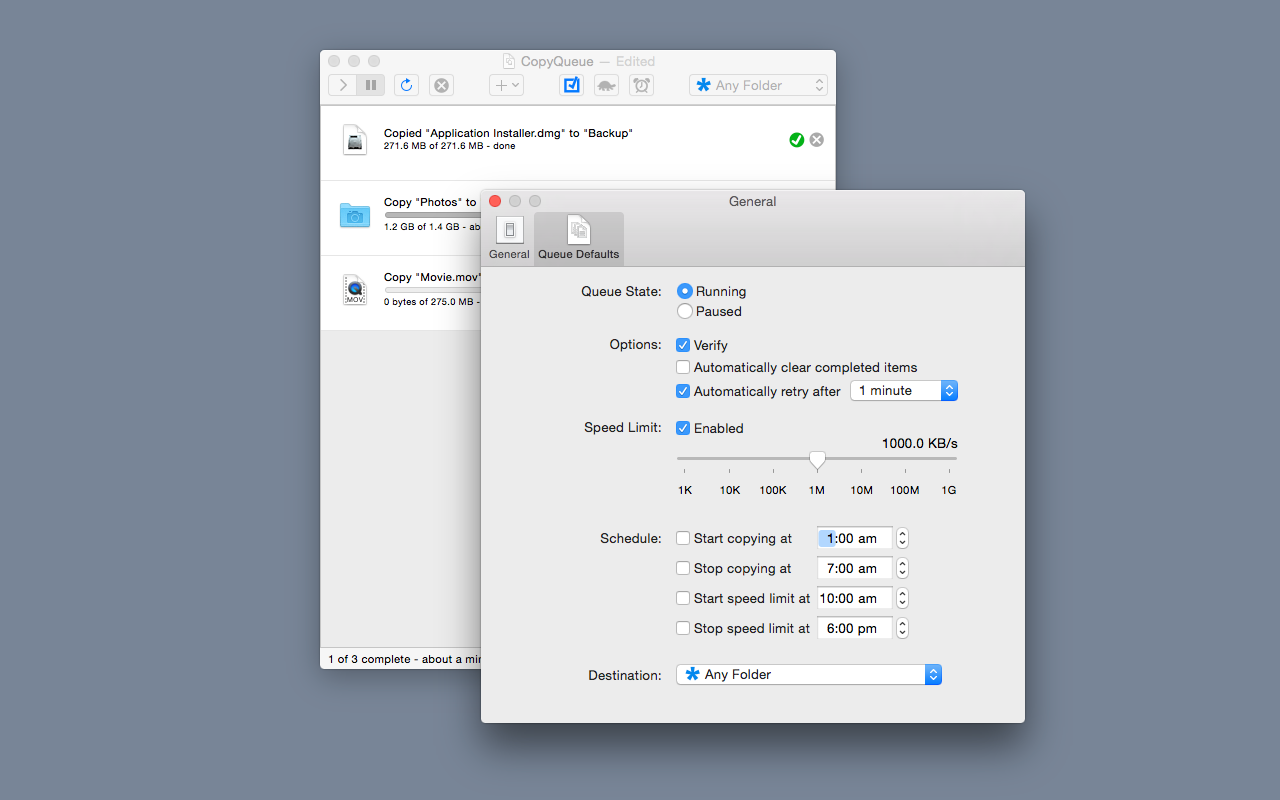 CopyQueue — Edited
Any Folder
Copied "Application Installer.dmg" to "Backup"
271.6 MB of 271.6 MB - done
Copy "Photos" to
1.2 GB of 1.4 GB -
MOV
Copy "Movie.mov"
0 bytes of 275.0 MB -
1 of 3 complete - about a
General
General
Queue Defaults
Queue State: Running
Paused
Options: Verify
Automatically clear completed items
Automatically retry after 1 minute
Speed Limit: Enabled
1000.0 KB/s
1K 10K 100K 1M 10M 100M 1G
Schedule: Start copying at 1:00 am
Stop copying at 7:00 am
Start speed limit at 10:00 am
Stop speed limit at 6:00 pm
Destination: Any Folder